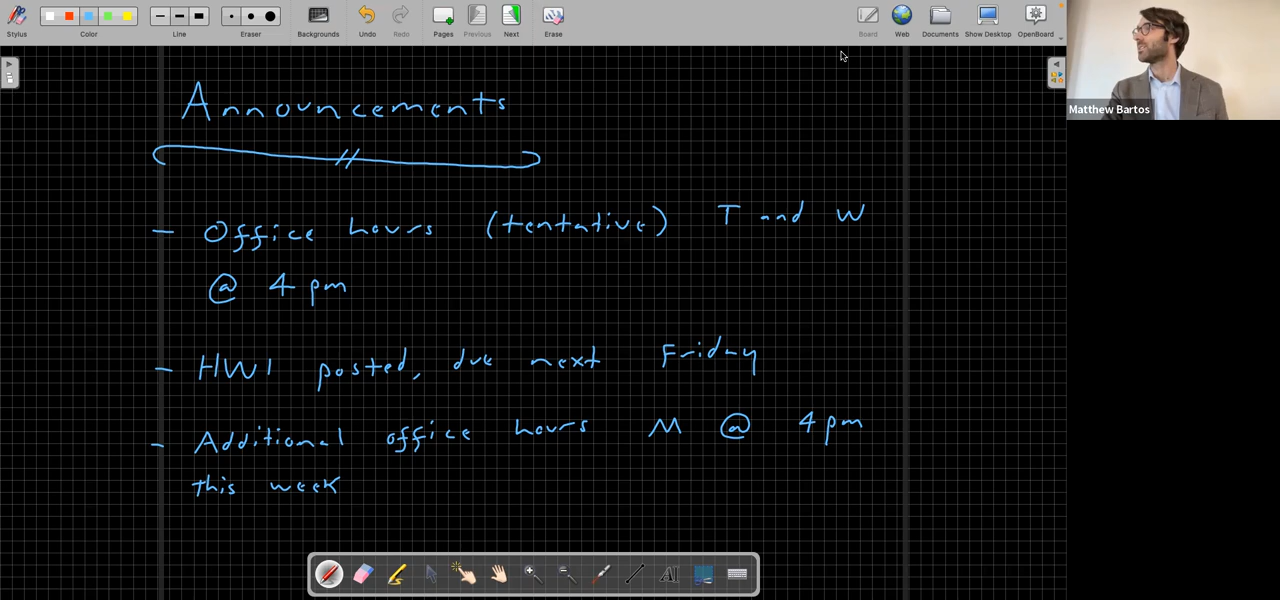 Stylus
Color
Line
Eraser
Backgrounds
Undo
Redo
Pages
Previous
Next
Erase
Board
Web
Documents
Show Desktop
OpenBoard
Matthew Bartos
Announcements
- Office hours (tentative) T and W
@ 4 pm
- HW1 posted, due next Friday
- Additional office hours M @ 4pm
this week
AI